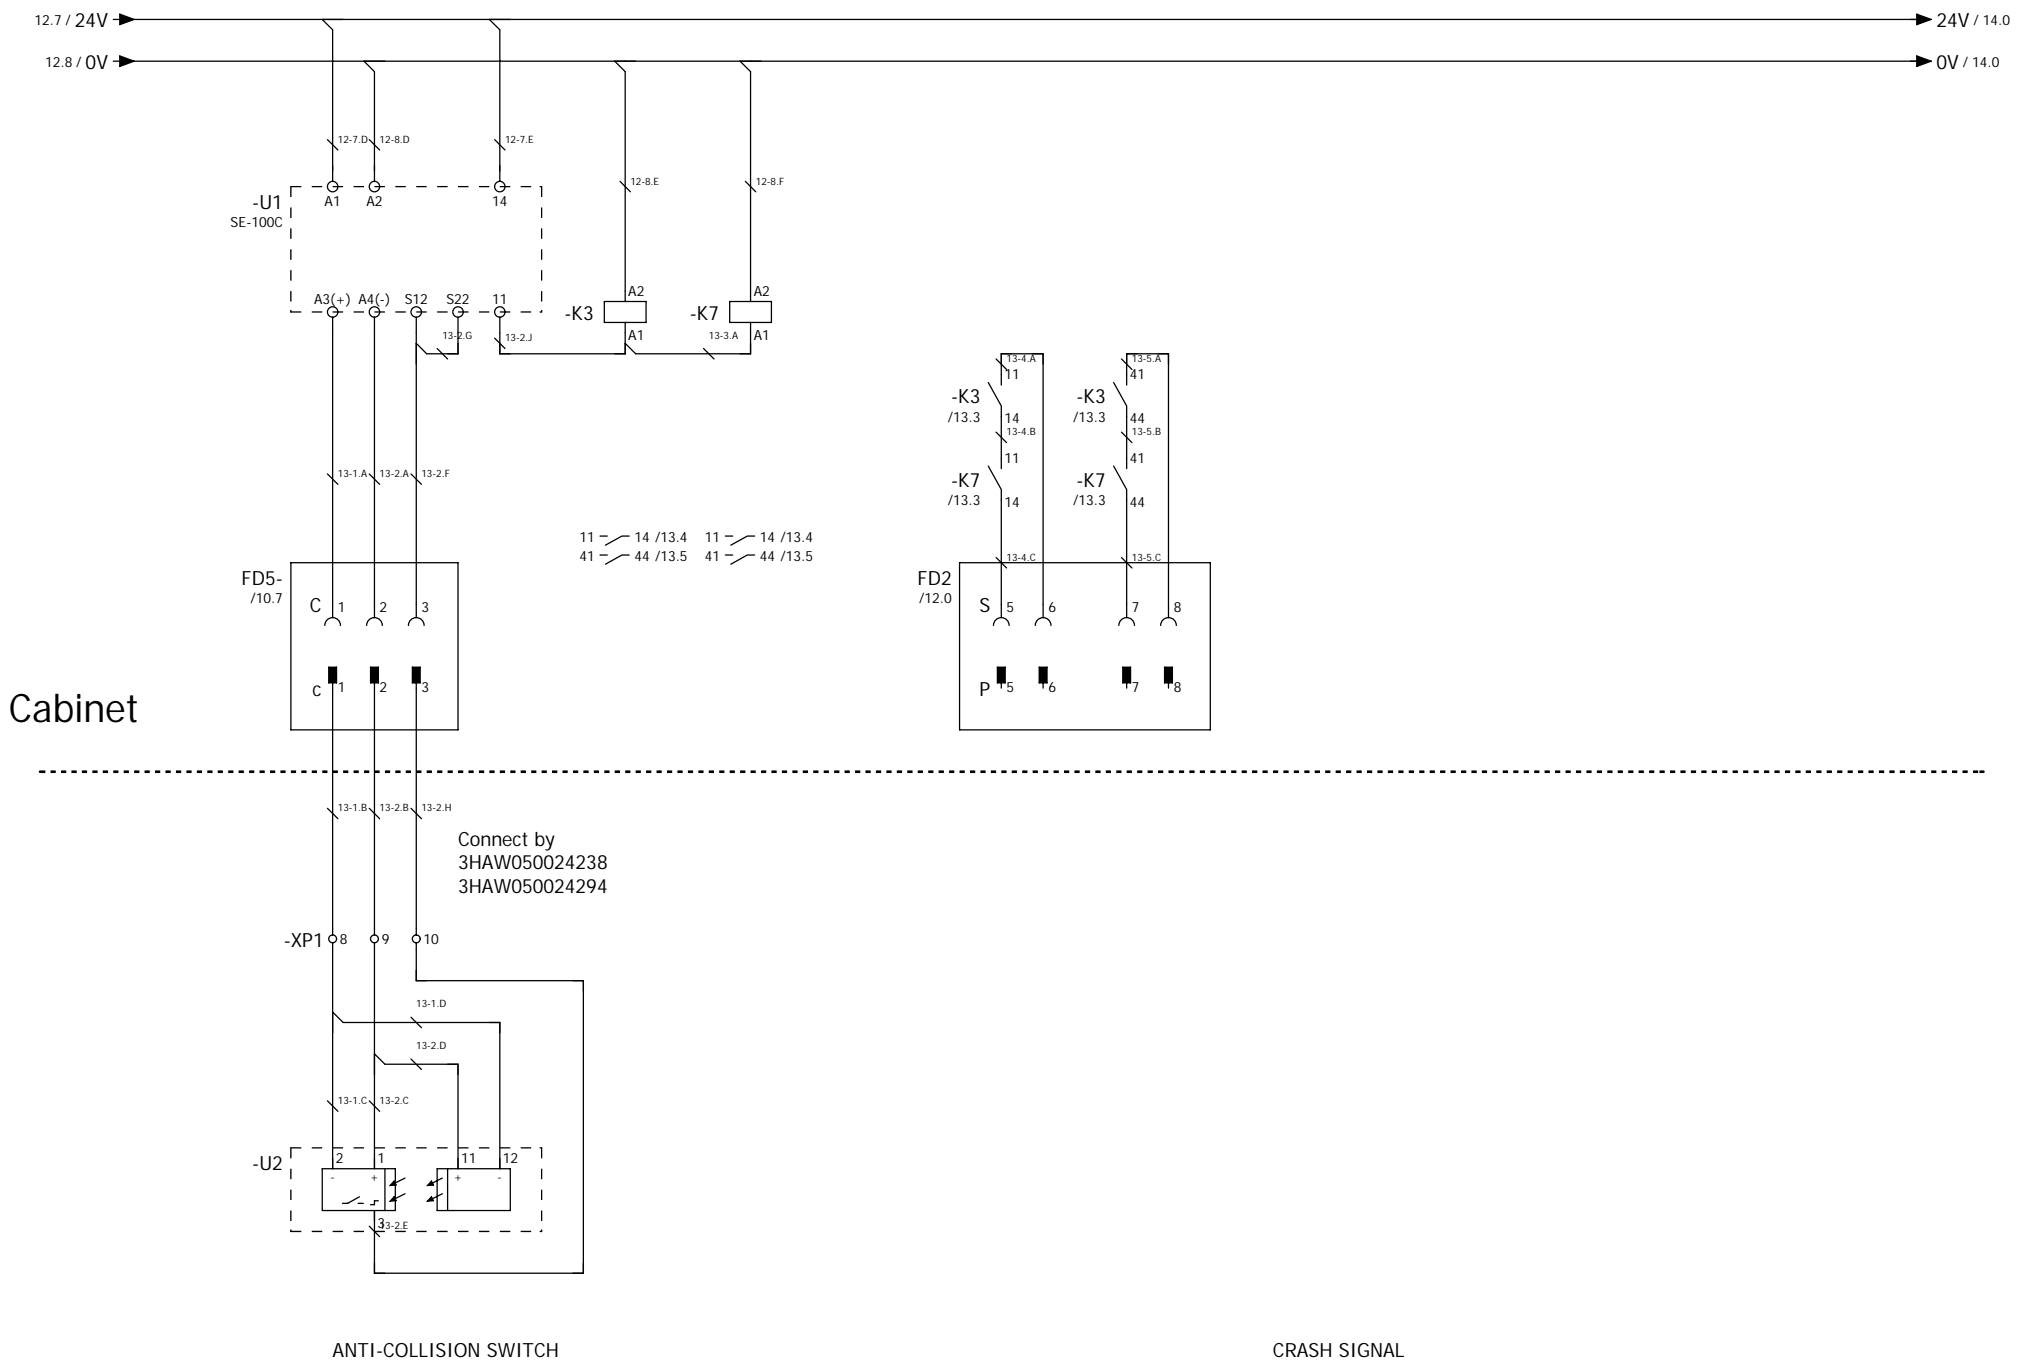 12.7 / 24V
24V / 14.0
12.8 / 0V
0V / 14.0
12-7.D 12-8.D 12-7.E
12-8.E 12-8.F
-U1 A1 A2 14
SE-100C
A3(+) A4(-) S12 S22 11
A2 A2
-K3 -K7
13-2.G 13-2.J A1 13-3.A A1
13-4.A 13-5.A
11 41
-K3 -K3
/13.3 14 /13.3 44
13-4.B 13-5.B
11 41
-K7 -K7
/13.3 14 /13.3 44
13-1.A 13-2.A 13-2.F
11 14 /13.4 11 14 /13.4
41 44 /13.5 41 44 /13.5
13-4.C 13-5.C
FD5- FD2
/10.7 /12.0
C 1 2 3 S 5 6 7 8
C 1 2 3 P 5 6 7 8
Cabinet
13-1.B 13-2.B 13-2.H
Connect by
3HAW050024238
3HAW050024294
-XP1 8 9 10
13-1.D
13-2.D
13-1.C 13-2.C
-U2 2 1 11 12
- + + -
3 13-2.E
ANTI-COLLISION SWITCH CRASH SIGNAL